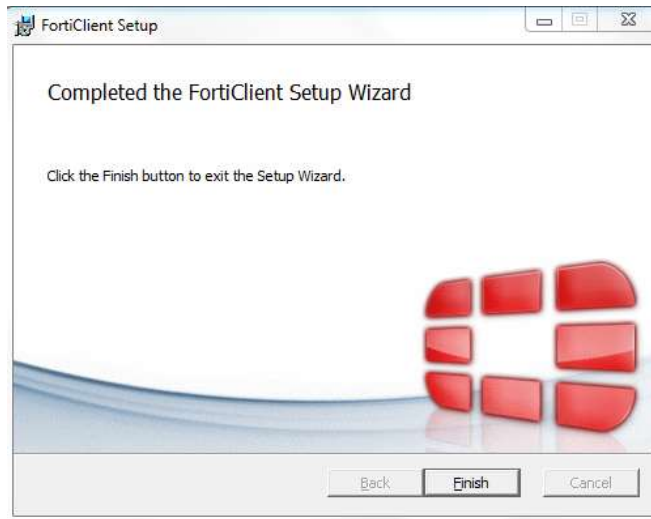 FortiClient Setup
Completed the FortiClient Setup Wizard
Click the Finish button to exit the Setup Wizard.
Back Finish Cancel